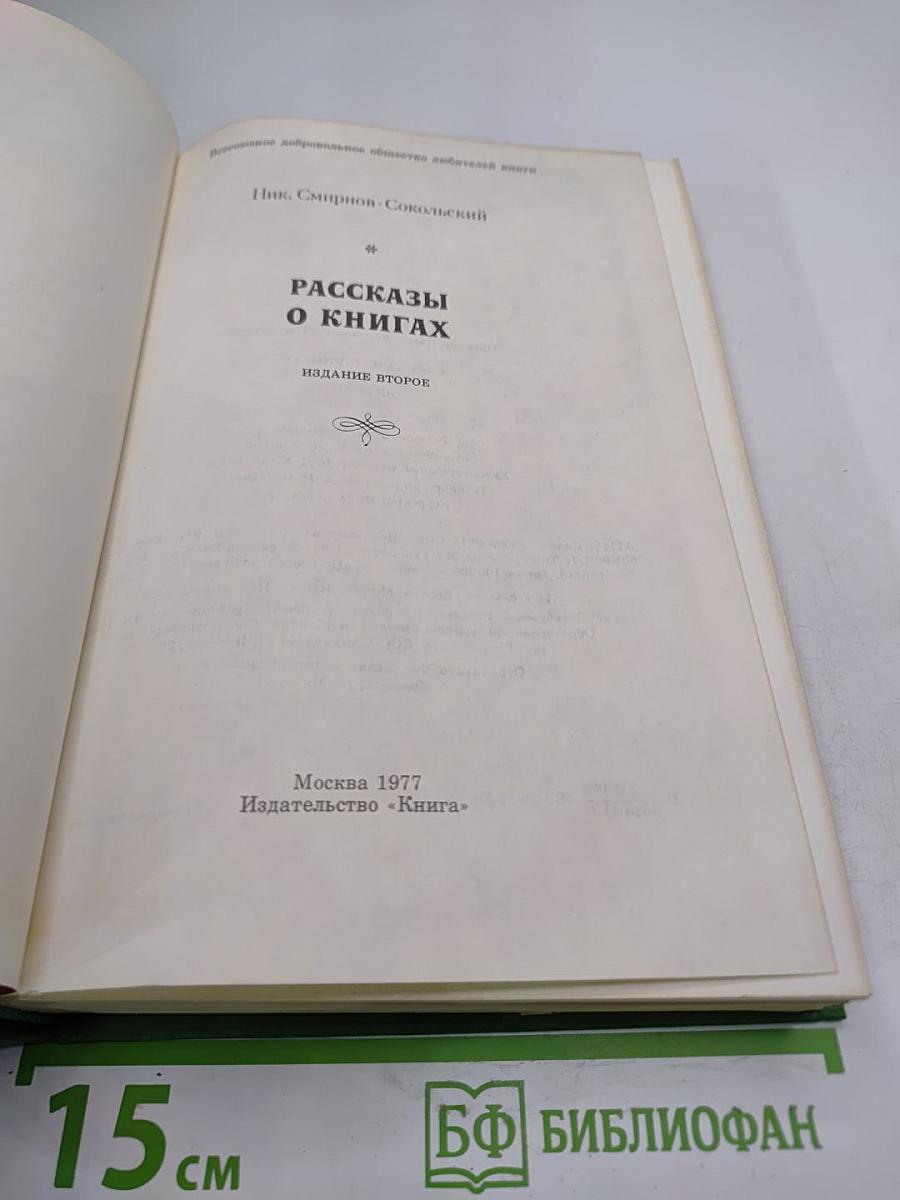 Всесоюзное добровольное общество любителей книги
Ник. Смирнов-Сокольский
*
РАССКАЗЫ
О КНИГАХ
ИЗДАНИЕ ВТОРОЕ
Москва 1977
Издательство «Книга»
15 см
БФ БИБЛИОФАН